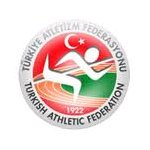 TÜRKİYE ATLETİZM FEDERASYONU
1922
TURKISH ATHLETIC FEDERATION